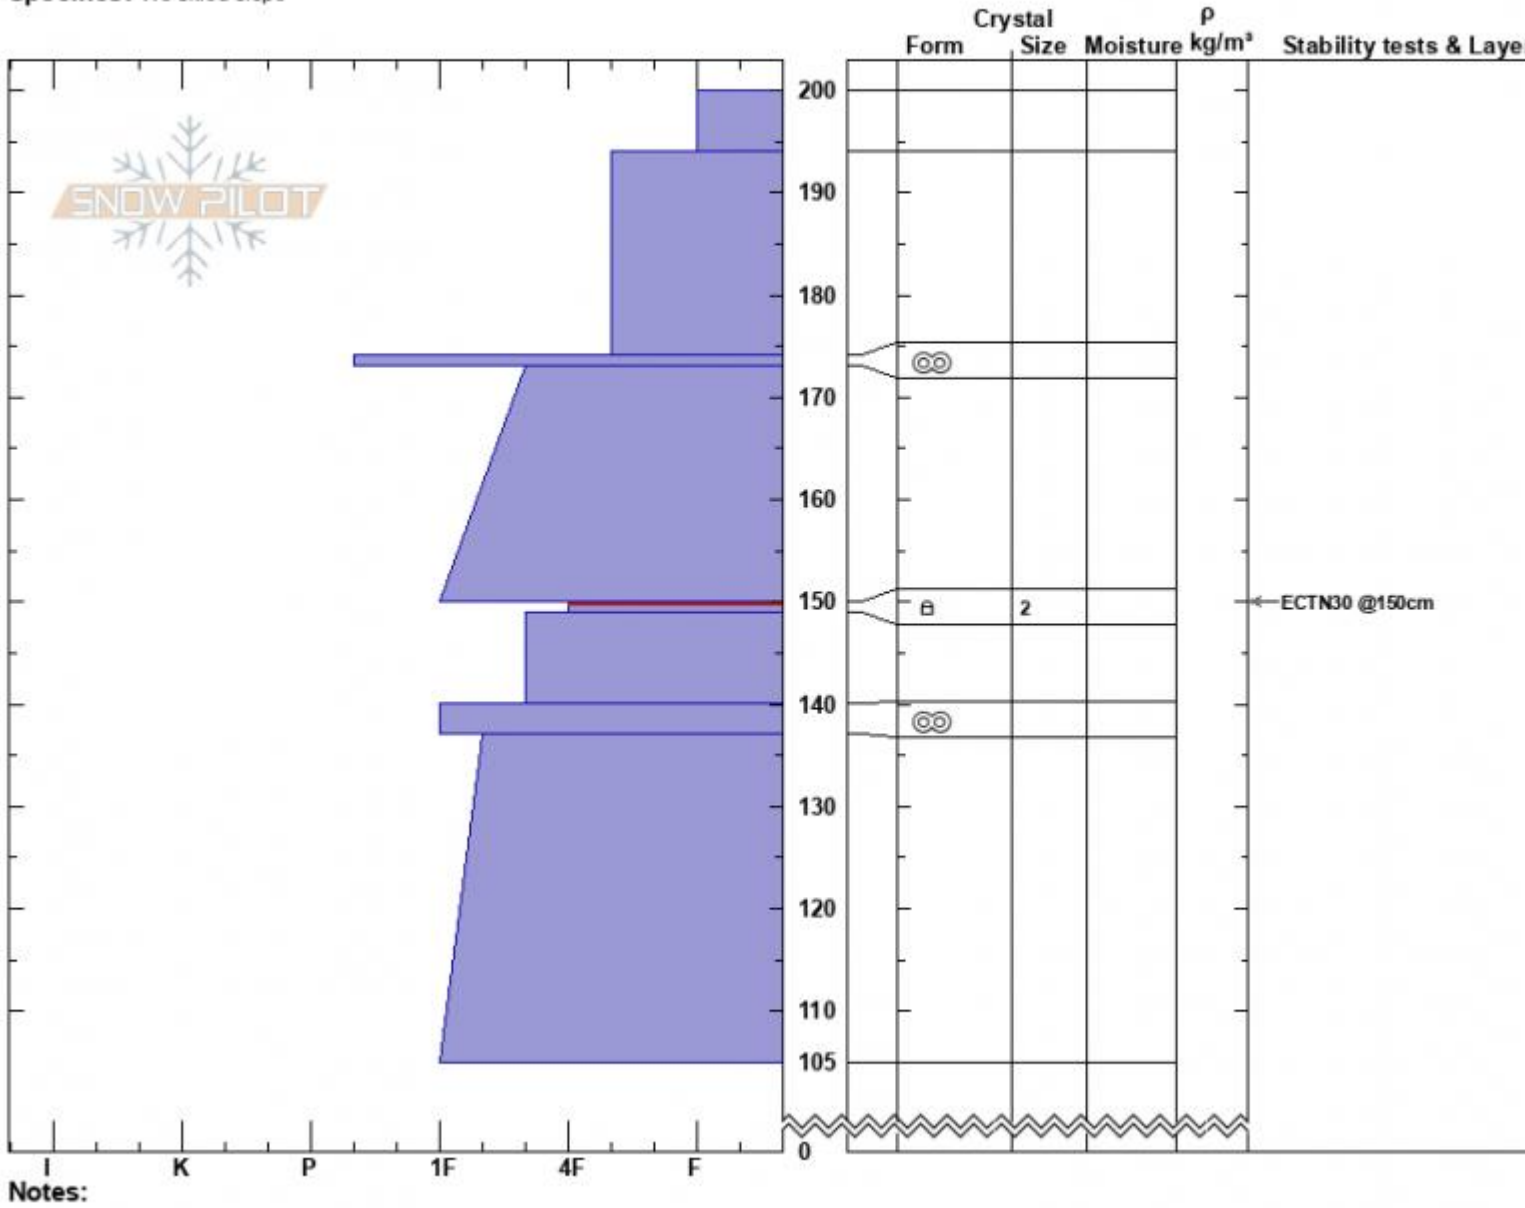 Crystal
ρ
Form Size Moisture kg/m³ Stability tests & Laye
200
SNOW PILOT
190
180
170
160
150 2 ECTN30 @150cm
140
130
120
110
105
0
I K P 1F 4F F
Notes: